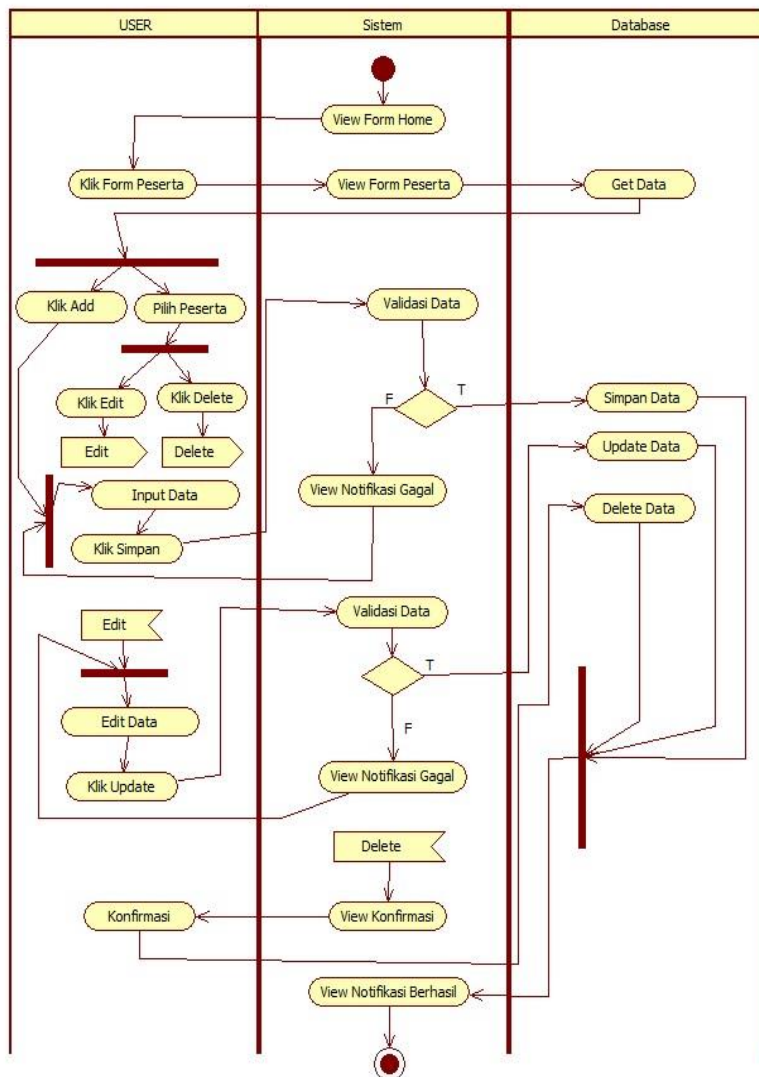 USER
Sistem
Database
View Form Home
Klik Form Peserta
View Form Peserta
Get Data
Klik Add
Pilih Peserta
Validasi Data
Klik Edit
Klik Delete
F
T
Simpan Data
Edit
Delete
Update Data
Input Data
View Notifikasi Gagal
Delete Data
Klik Simpan
Edit
Validasi Data
T
Edit Data
F
Klik Update
View Notifikasi Gagal
Delete
Konfirmasi
View Konfirmasi
View Notifikasi Berhasil